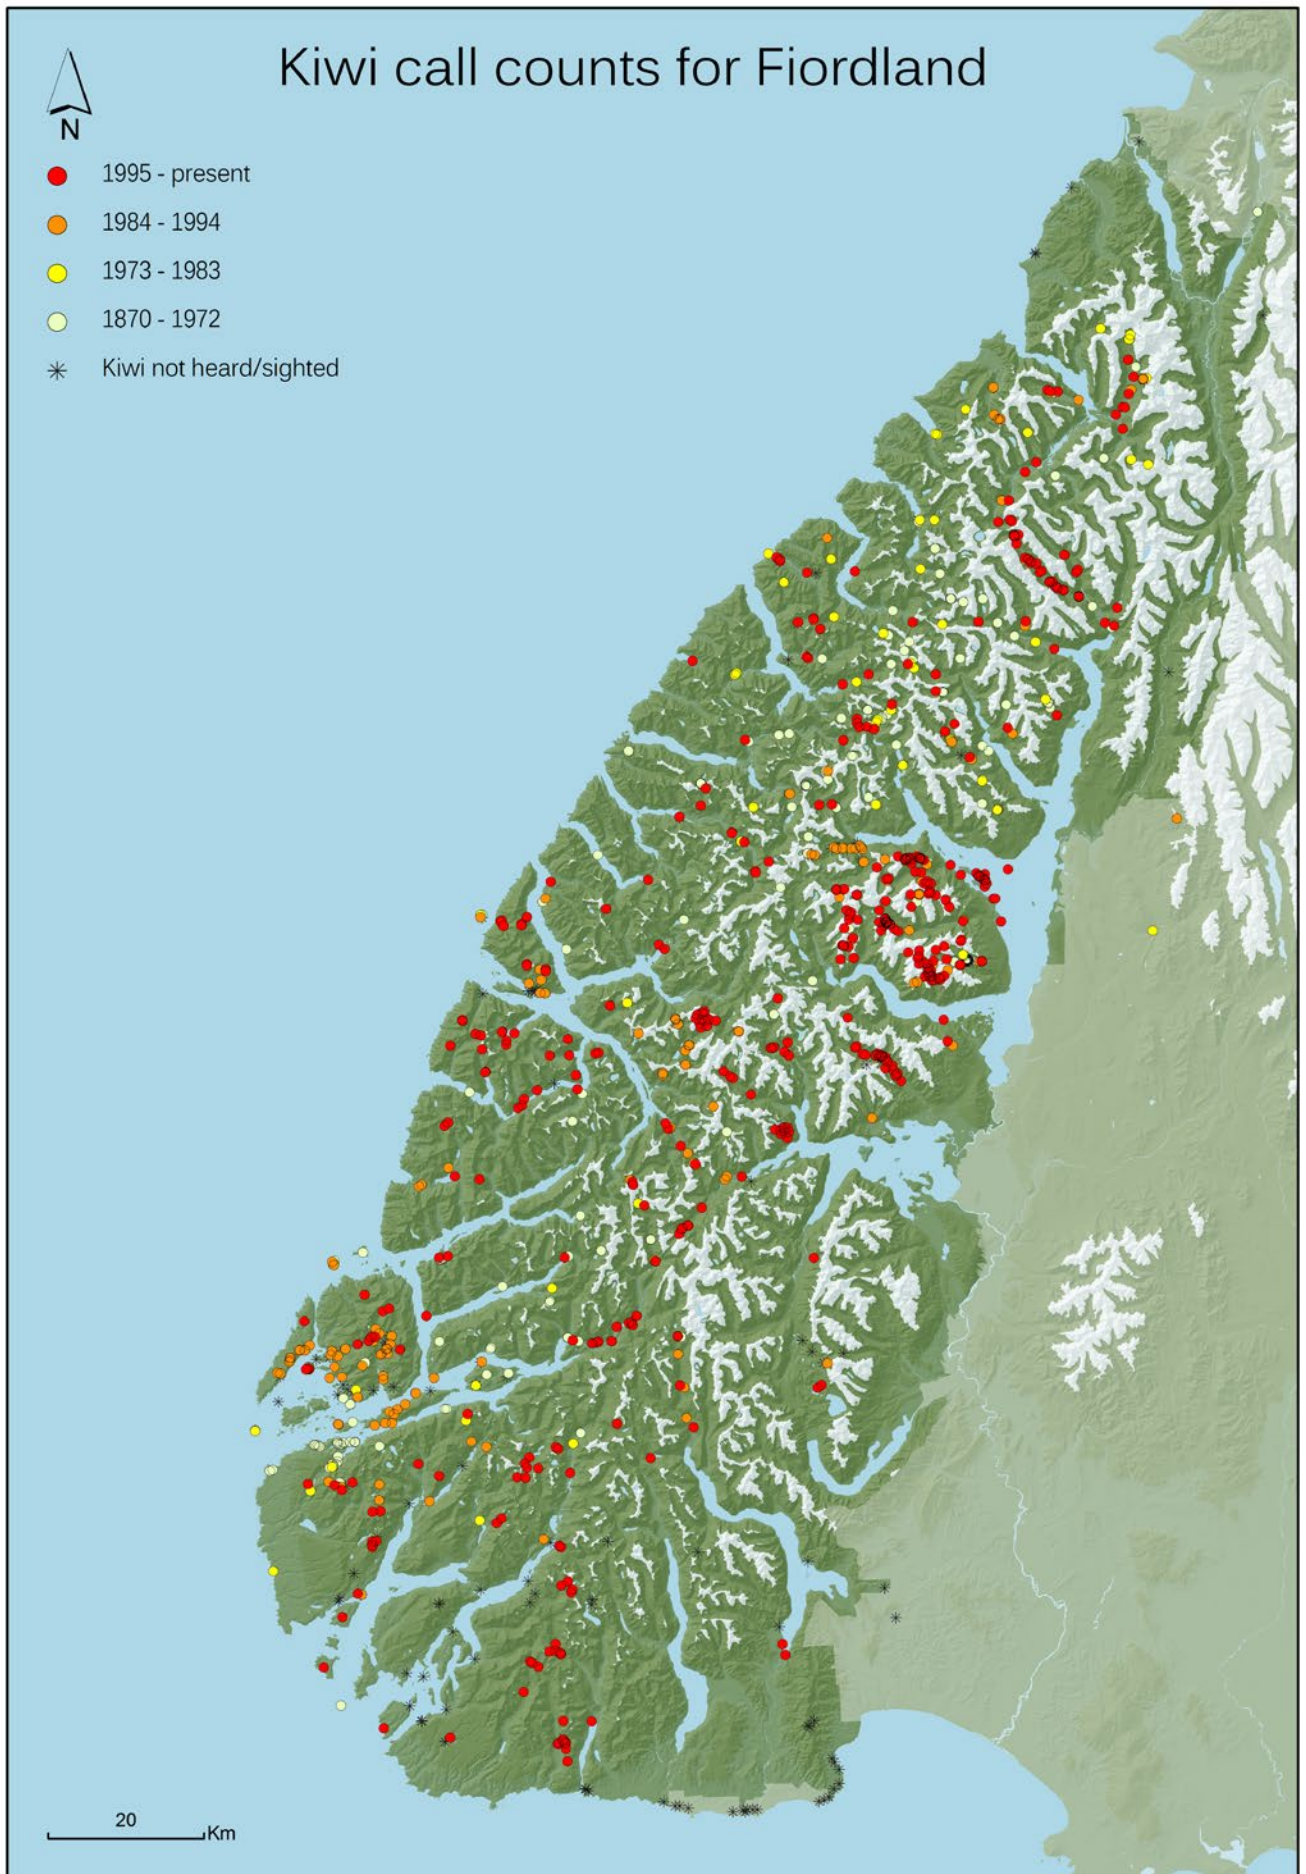 Kiwi call counts for Fiordland
N
1995 - present
1984 - 1994
1973 - 1983
1870 - 1972
Kiwi not heard/sighted
20
Km